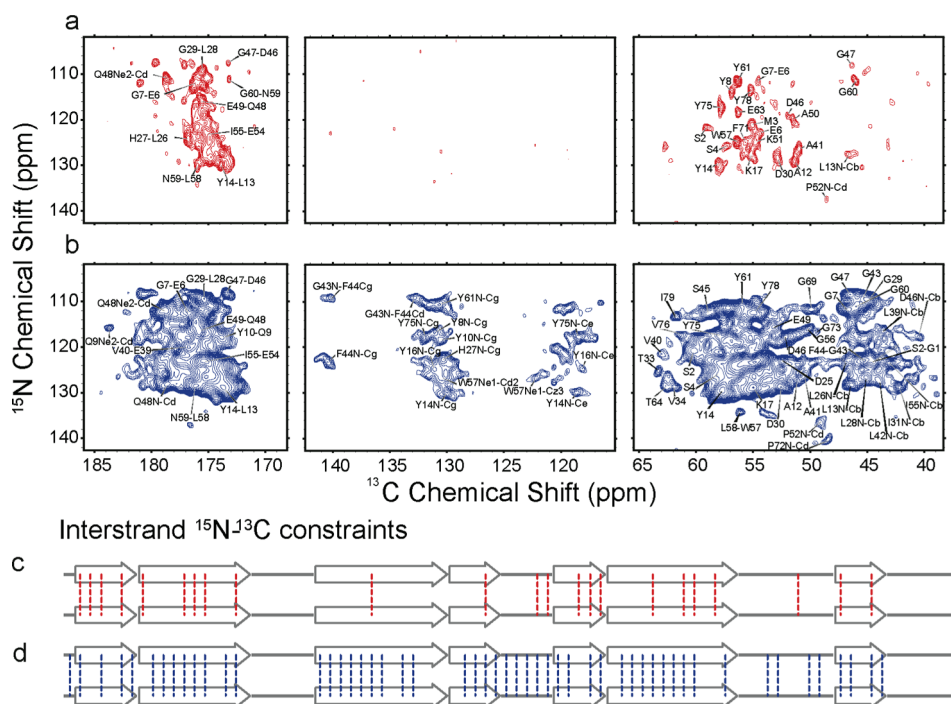 a
G29-L28
G47-D46
Q48Ne2-Cd
G7-E6
G60-N59
E49-Q48
H27-L26
I55-E54
N59-L58
Y14-L13
110
120
130
140
Y8
Y61
G7-E6
G47
G60
Y75
Y78
E63
D46
A50
S2
W57
F71
M3
E6
K51
S4
A41
Y14
K17
D30
A12
L13N-Cb
P52N-Cd
15N Chemical Shift (ppm)
b
G29-L28
G7-E6
G47-D46
Q48Ne2-Cd
E49-Q48
Y10-Q9
Q9Ne2-Cd
V40-E39
I55-E54
Q48N-Cd
N59-L58
Y14-L13
110
120
130
140
G43N-F44Cg
Y61N-Cg
G43N-F44Cd
Y8N-Cg
Y75N-Cg
Y10N-Cg
Y75N-Ce
Y16N-Cg
H27N-Cg
F44N-Cg
Y16N-Ce
W57Ne1-Cd2
W57Ne1-Cz3
Y14N-Cg
Y14N-Ce
I79
S45
Y61
Y78
G69
G47
G43
G29
G60
G7
D46N-Cb
L39N-Cb
V76
Y75
E49
G73
G56
V40
T33
S2
D46
F44-G43
S2-G1
S4
D25
T64
V34
Y14
K17
D30
A12
A41
L26N-Cb
L13N-Cb
L28N-Cb
L42N-Cb
I31N-Cb
I55N-Cb
L58-W57
P52N-Cd
P72N-Cd
185 180 175 170
140 130 120
65 60 55 50 45 40
13C Chemical Shift (ppm)
Interstrand 15N-13C constraints
c
d